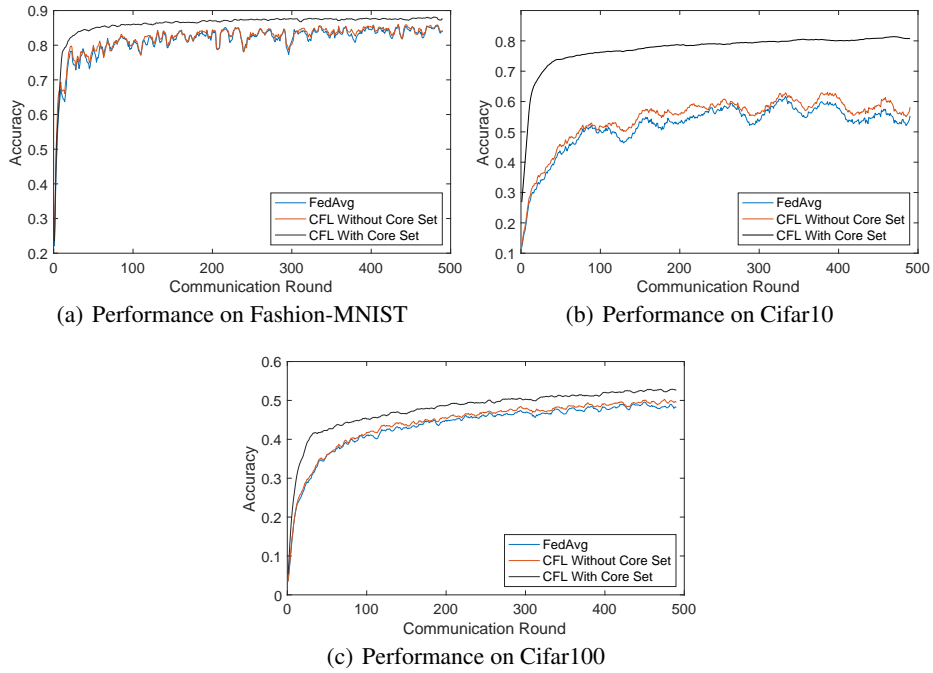 0.9
0.8
0.7
0.6
0.5
0.4
0.3
0.2
Accuracy
FedAvg
CFL Without Core Set
CFL With Core Set
0 100 200 300 400 500
Communication Round
(a) Performance on Fashion-MNIST
0.8
0.7
0.6
0.5
0.4
0.3
0.2
0.1
Accuracy
FedAvg
CFL Without Core Set
CFL With Core Set
0 100 200 300 400 500
Communication Round
(b) Performance on Cifar10
0.6
0.5
0.4
0.3
0.2
0.1
0
Accuracy
FedAvg
CFL Without Core Set
CFL With Core Set
0 100 200 300 400 500
Communication Round
(c) Performance on Cifar100